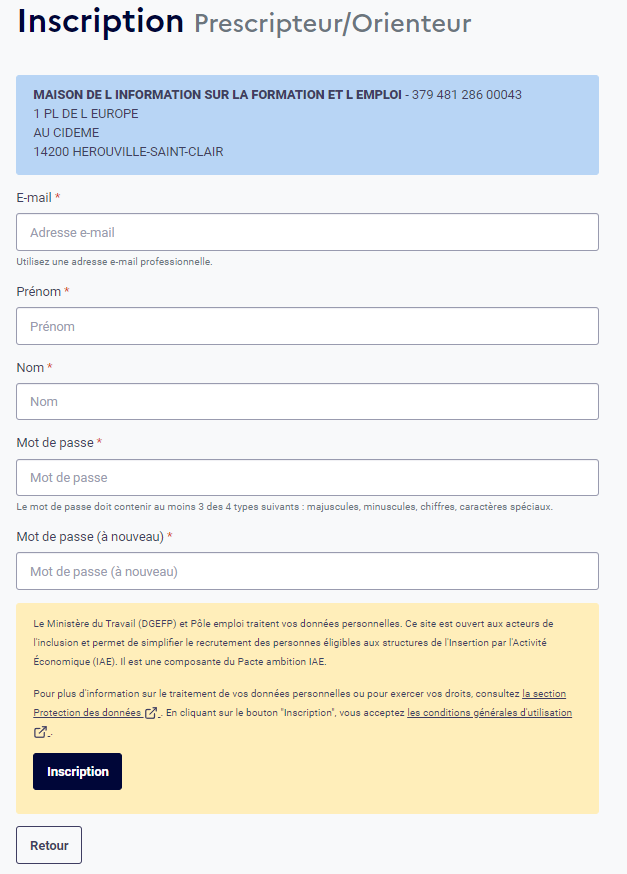 Inscription Prescripteur/Orienteur
MAISON DE L INFORMATION SUR LA FORMATION ET L EMPLOI - 379 481 286 00043
1 PL DE L EUROPE
AU CIDEME
14200 HEROUVILLE-SAINT-CLAIR
E-mail *
Adresse e-mail
Utilisez une adresse e-mail professionnelle.
Prénom *
Prénom
Nom *
Nom
Mot de passe *
Mot de passe
Le mot de passe doit contenir au moins 3 des 4 types suivants : majuscules, minuscules, chiffres, caractères spéciaux.
Mot de passe (à nouveau) *
Mot de passe (à nouveau)
Le Ministère du Travail (DGEFP) et Pôle emploi traitent vos données personnelles. Ce site est ouvert aux acteurs de
l'inclusion et permet de simplifier le recrutement des personnes éligibles aux structures de l'Insertion par l'Activité
Économique (IAE). Il est une composante du Pacte ambition IAE.
Pour plus d'information sur le traitement de vos données personnelles ou pour exercer vos droits, consultez la section
Protection des données . En cliquant sur le bouton "Inscription", vous acceptez les conditions générales d'utilisation
.
Inscription
Retour